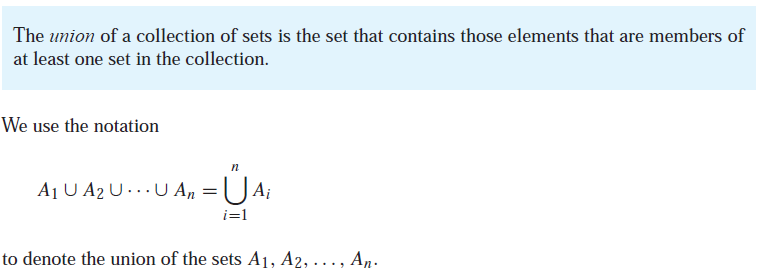 The union of a collection of sets is the set that contains those elements that are members of
at least one set in the collection.
We use the notation
A₁ ∪ A₂ ∪ · · · ∪ Aₙ = ⋃ⁿᵢ₌₁ Aᵢ
to denote the union of the sets A₁, A₂, . . . , Aₙ.